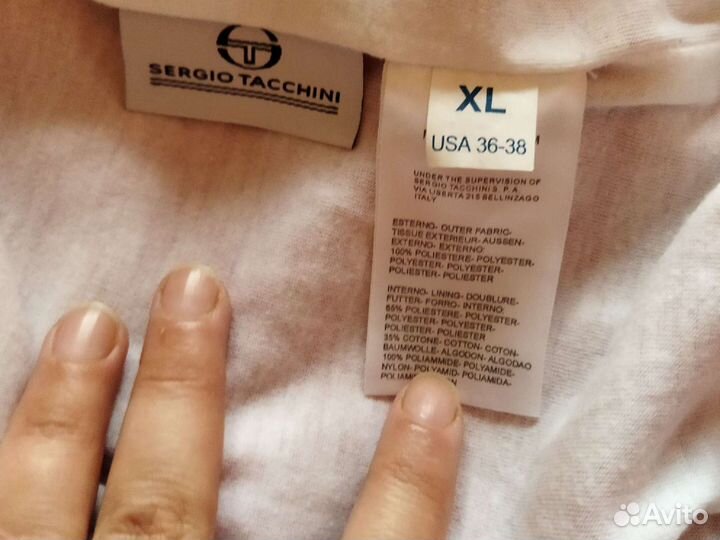 SERGIO TACCHINI
XL
USA 36-38
UNDER THE SUPERVISION OF
SERGIO TACCHINI S.P.A.
VIA LIBERTA 215 BELLINZAGO
ITALY
ESTERNO- OUTER FABRIC-
TISSUE EXTERIEUR- AUSSEN-
EXTERNO- EXTERNO
100% POLIESTERE- POLYESTER-
POLYESTER- POLYESTER-
POLIESTER- POLIESTER
INTERNO- LINING- DOUBLURE-
FUTTER- FORRO- INTERNO
65% POLIESTERE- POLYESTER-
POLYESTER- POLYESTER-
POLIESTER- POLIESTER
35% COTONE- COTTON- COTON-
BAUMWOLLE- ALGODON- ALGODAO
100% POLIAMMIDE- POLYAMIDE-
NYLON- POLYAMID- POLIAMIDA-
Avito